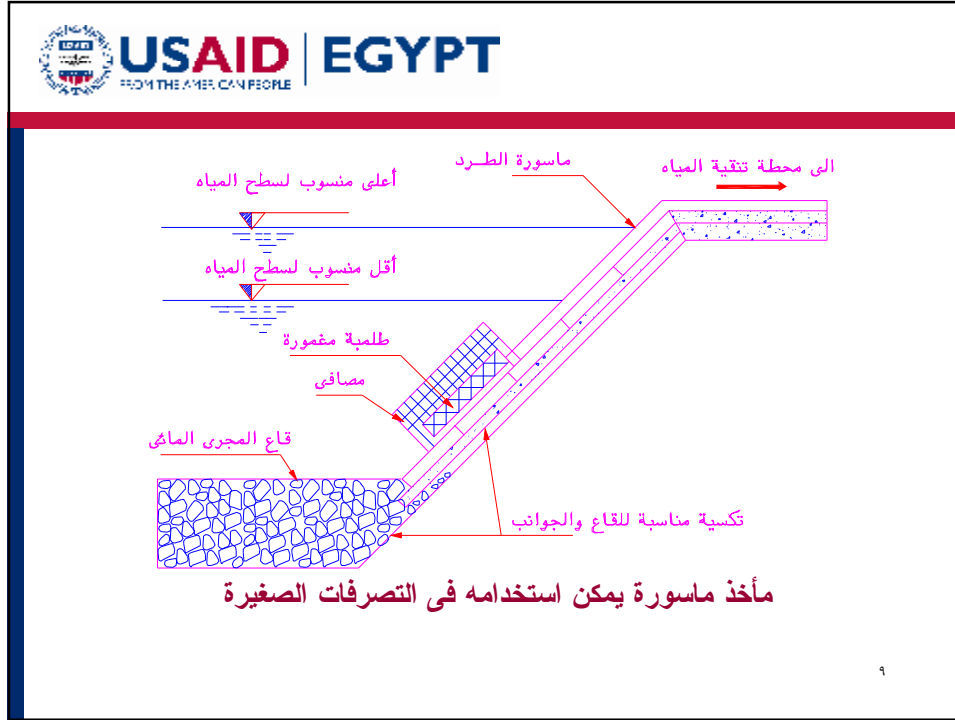 USAID | EGYPT
FROM THE AMERICAN PEOPLE
الى محطة تنقية المياه
ماسورة الطرد
أعلى منسوب لسطح المياه
أقل منسوب لسطح المياه
طلمبة مغمورة
مصافى
قاع المجرى المائى
تكسية مناسبة للقاع والجوانب
مأخذ ماسورة يمكن استخدامه فى التصرفات الصغيرة
٩